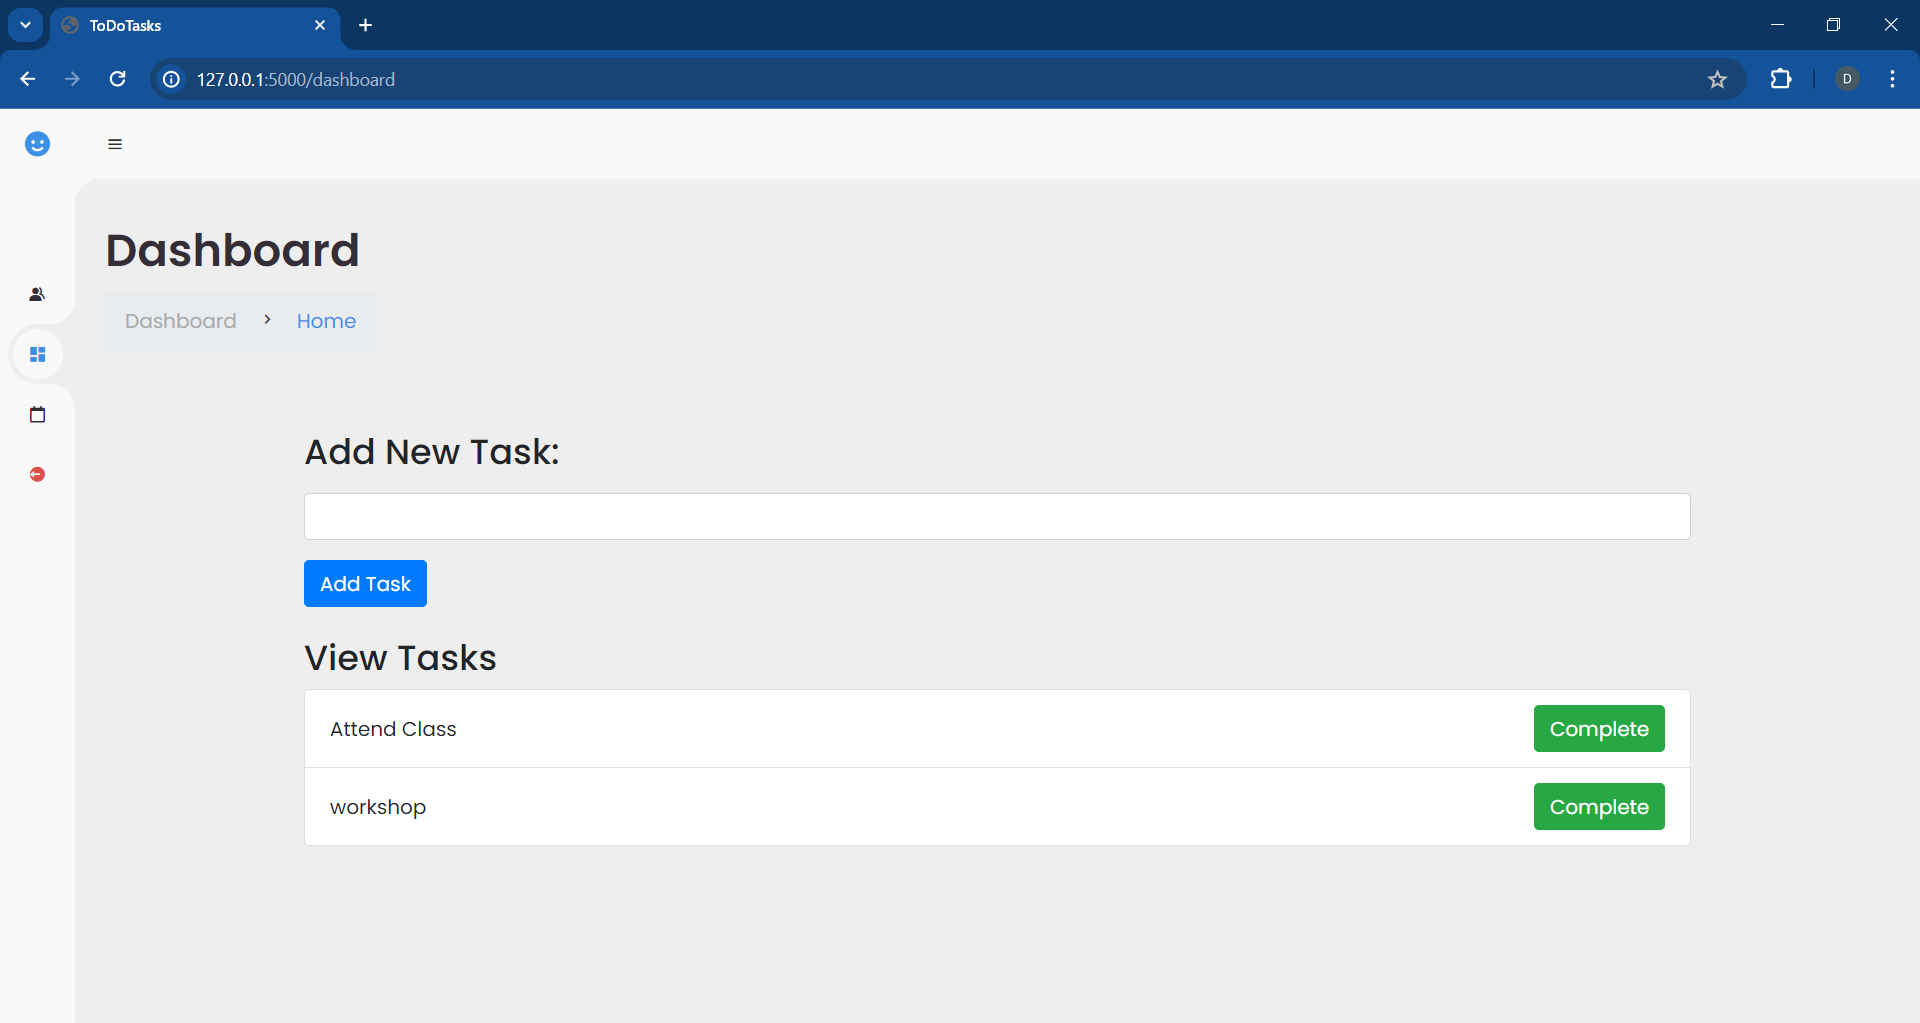 ToDoTasks
127.0.0.1:5000/dashboard
D
Dashboard
Dashboard > Home
Add New Task:
Add Task
View Tasks
Attend Class Complete
workshop Complete